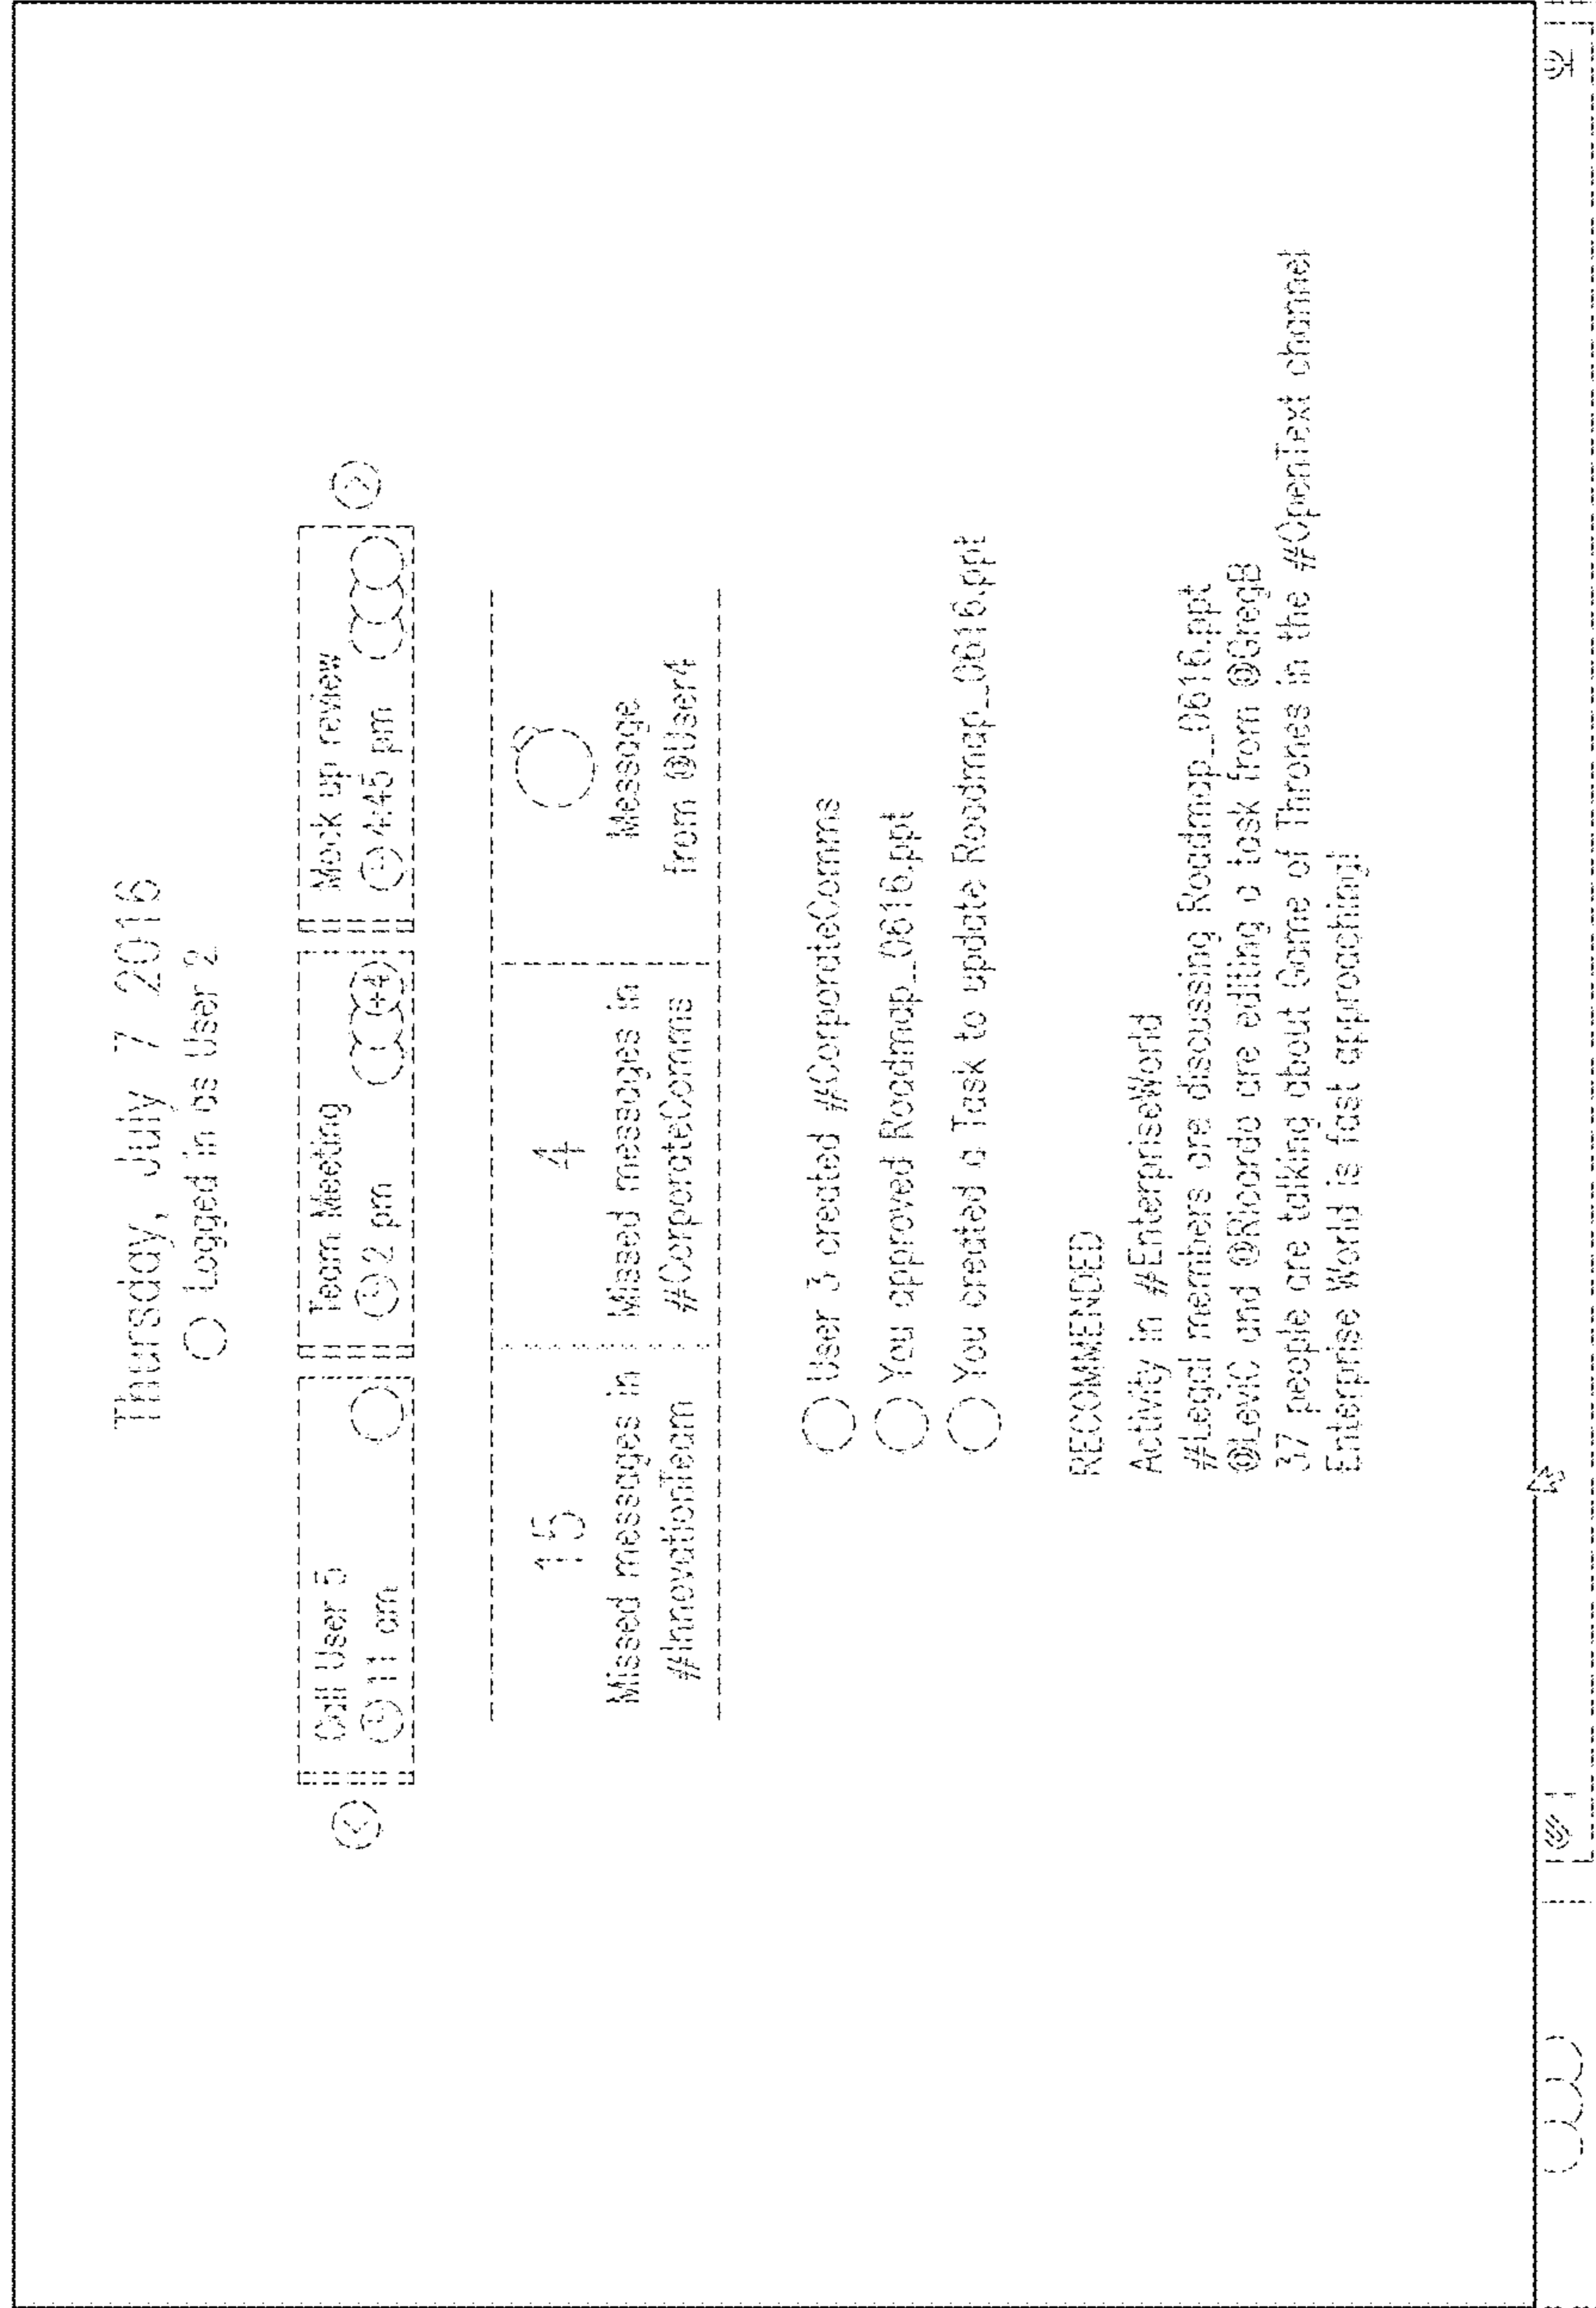 Thursday, July 7 2016
Logged in as User 2
Call User 5
11 am
Team Meeting
2 pm
+4
Mock up review
4:45 pm
15
Missed messages in
#InnovationTeam
4
Missed messages in
#CorporateComms
Message
from @User4
User 3 created #CorporateComms
You approved Roadmap_0616.ppt
You created a Task to update Roadmap_0616.ppt
RECOMMENDED
Activity in #EnterpriseWorld
#Legal members are discussing Roadmap_0616.ppt
@LeviC and @Ricardo are editing a task from @GregB
37 people are talking about Game of Thrones in the #OpenText channel
Enterprise World is fast approaching!